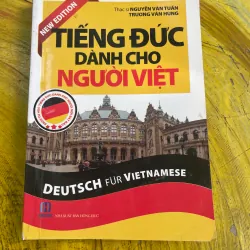 Thạc sĩ NGUYỄN VĂN TUẤN
TRƯƠNG VĂN HÙNG
NEW EDITION
TIẾNG ĐỨC
DÀNH CHO
NGƯỜI VIỆT
DEUTSCH FÜR VIETNAMESE